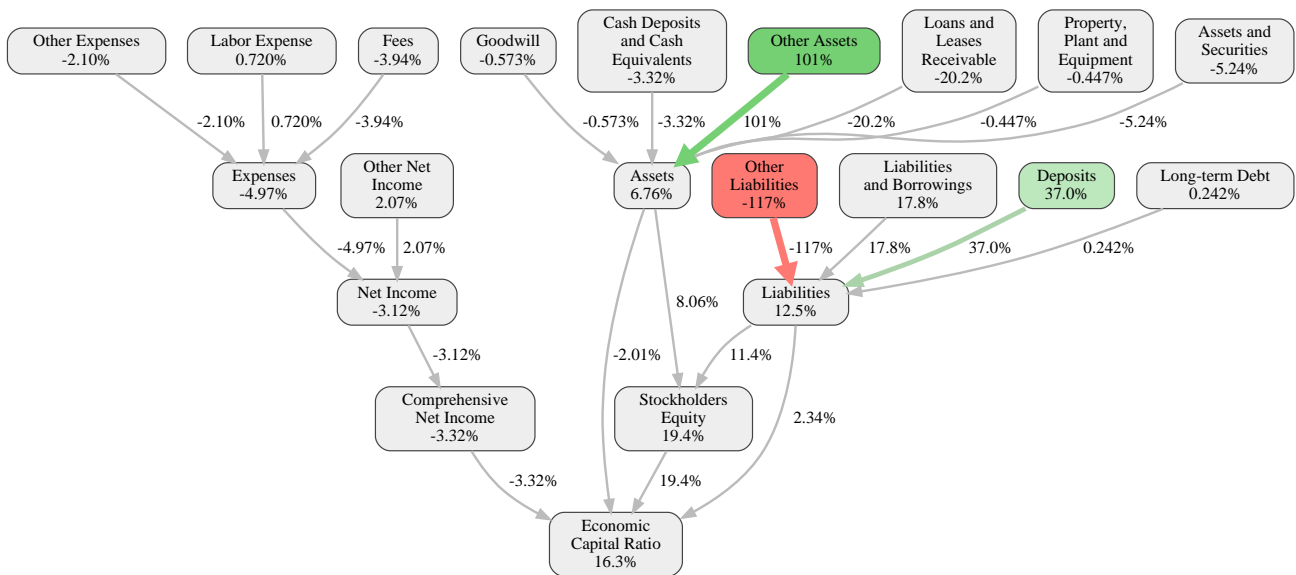 Other Expenses
-2.10%
Labor Expense
0.720%
Fees
-3.94%
Goodwill
-0.573%
Cash Deposits
and Cash
Equivalents
-3.32%
Other Assets
101%
Loans and
Leases
Receivable
-20.2%
Property,
Plant and
Equipment
-0.447%
Assets and
Securities
-5.24%
-2.10%
0.720%
-3.94%
-0.573%
-3.32%
101%
-20.2%
-0.447%
-5.24%
Expenses
-4.97%
Other Net
Income
2.07%
Assets
6.76%
Other
Liabilities
-117%
Liabilities
and Borrowings
17.8%
Deposits
37.0%
Long-term Debt
0.242%
-4.97%
2.07%
-117%
17.8%
37.0%
0.242%
Net Income
-3.12%
8.06%
Liabilities
12.5%
-3.12%
-2.01%
11.4%
Comprehensive
Net Income
-3.32%
Stockholders
Equity
19.4%
2.34%
-3.32%
19.4%
Economic
Capital Ratio
16.3%